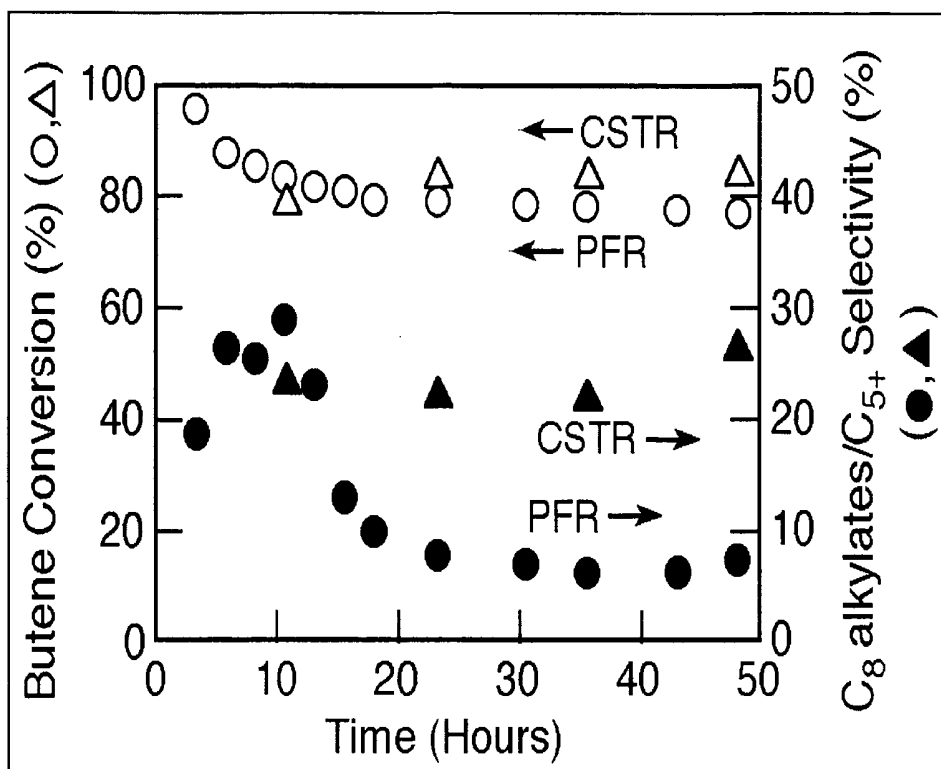 Butene Conversion (%) (○,△)
100
80
60
40
20
0
0
10
20
30
40
50
Time (Hours)
50
40
30
20
10
0
C₈ alkylates/C₅₊ Selectivity (%)
(●,▲)
← CSTR
← PFR
CSTR →
PFR →